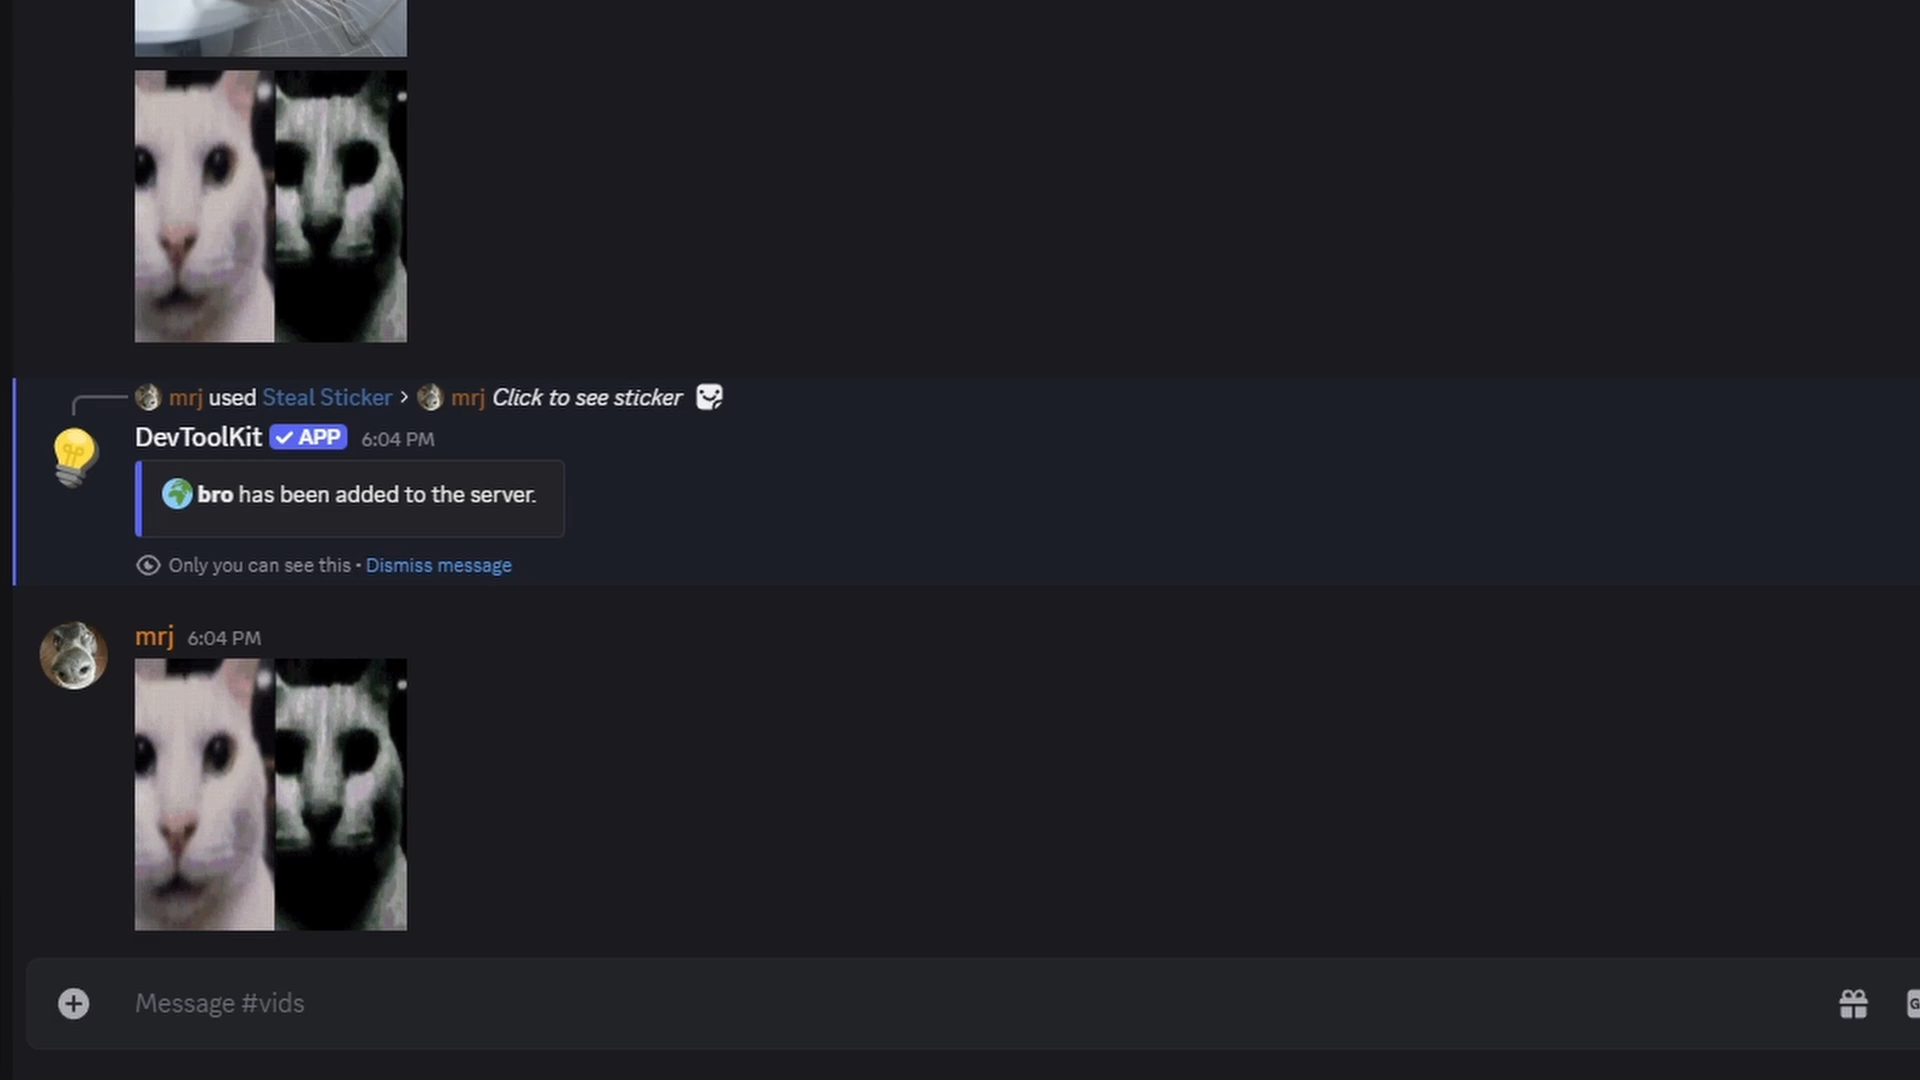 mrj used Steal Sticker › mrj Click to see sticker
DevToolKit ✓ APP 6:04 PM
bro has been added to the server.
Only you can see this • Dismiss message
mrj 6:04 PM
Message #vids